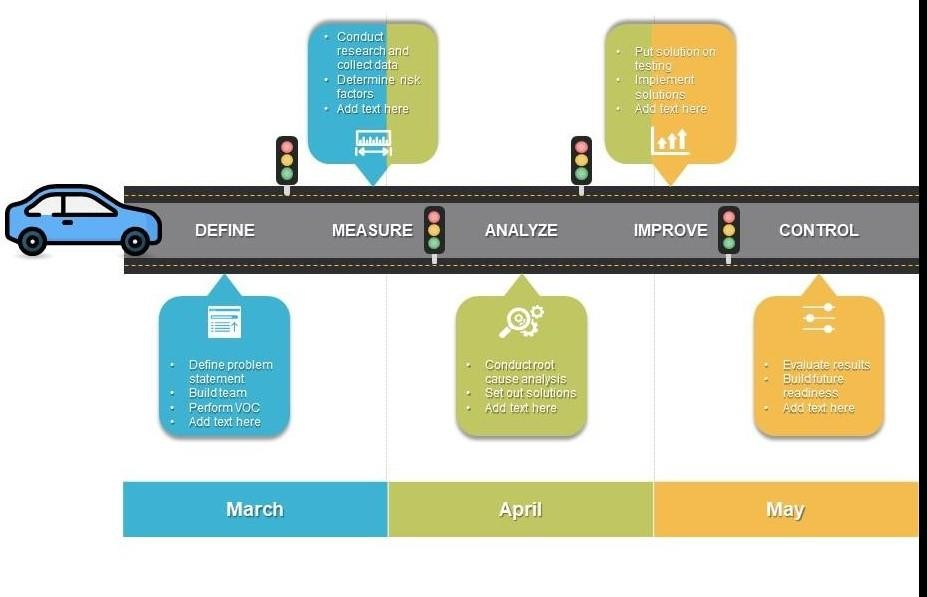 • Conduct
research and
collect data
• Determine risk
factors
• Add text here
• Put solution on
testing
• Implement
solutions
• Add text here
DEFINE MEASURE ANALYZE IMPROVE CONTROL
• Define problem
statement
• Build team
• Perform VOC
• Add text here
• Conduct root
cause analysis
• Set out solutions
• Add text here
• Evaluate results
• Build future
readiness
• Add text here
March April May